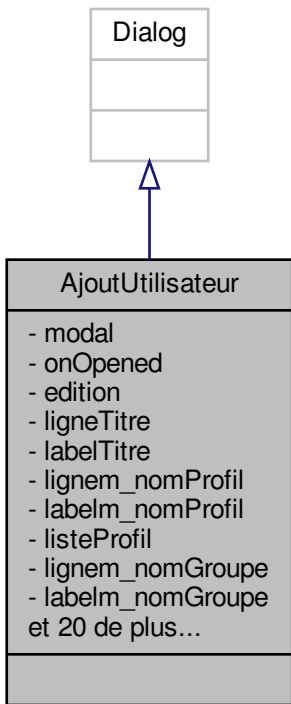 Dialog
AjoutUtilisateur
- modal
- onOpened
- edition
- ligneTitre
- labelTitre
- lignem_nomProfil
- labelm_nomProfil
- listeProfil
- lignem_nomGroupe
- labelm_nomGroupe
et 20 de plus...